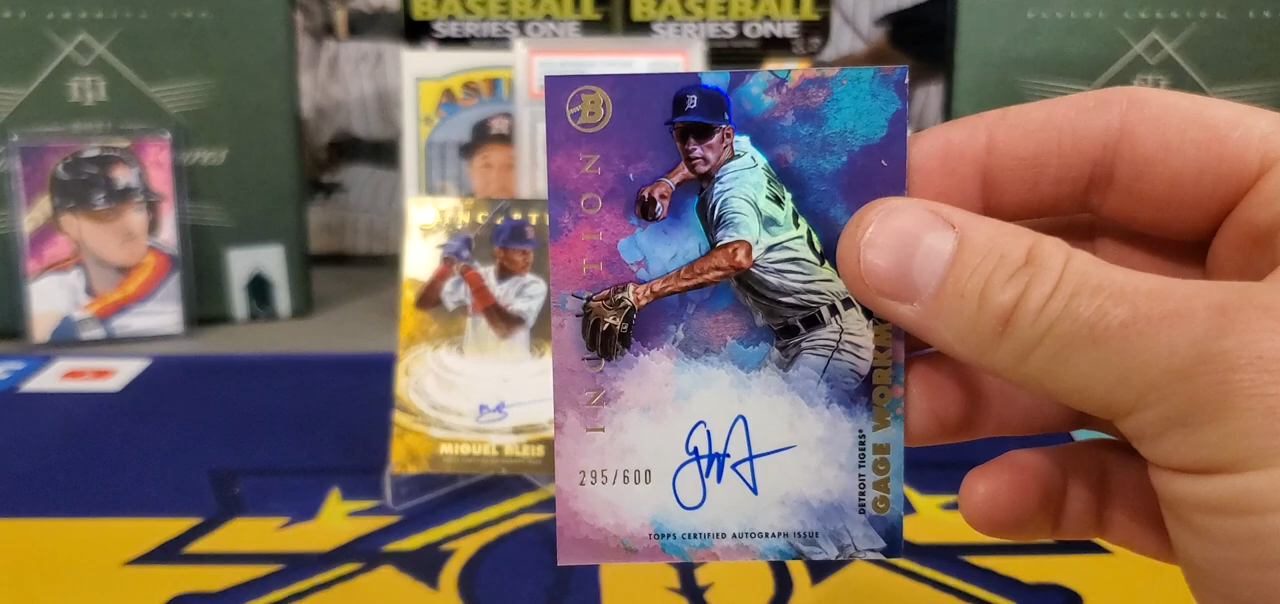 BASEBALL
SERIES ONE
BASEBALL
SERIES ONE
MIGUEL BLEIS
B
INCEPTION
295/600
DETROIT TIGERS®
GAGE WORKM
TOPPS CERTIFIED AUTOGRAPH ISSUE